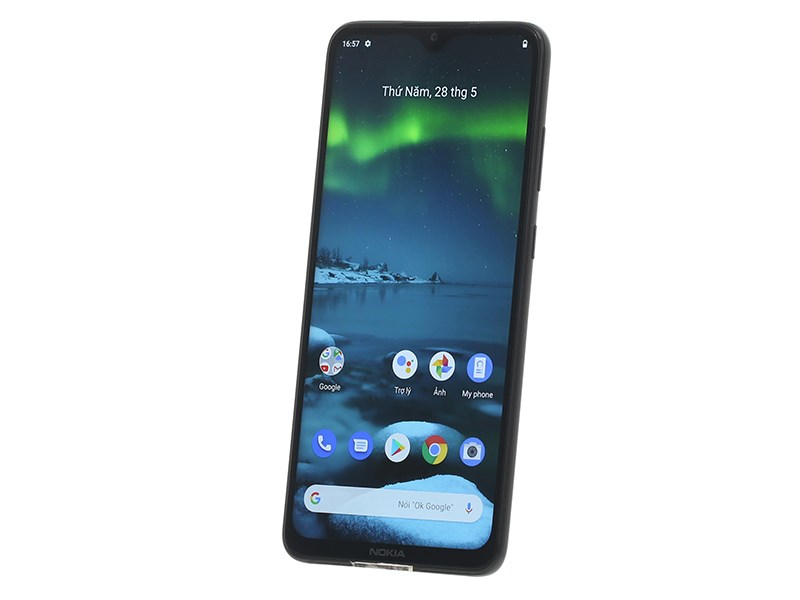 16:57
Thứ Năm, 28 thg 5
Google
Trợ lý
Ảnh
My phone
Nói "Ok Google"
NOKIA